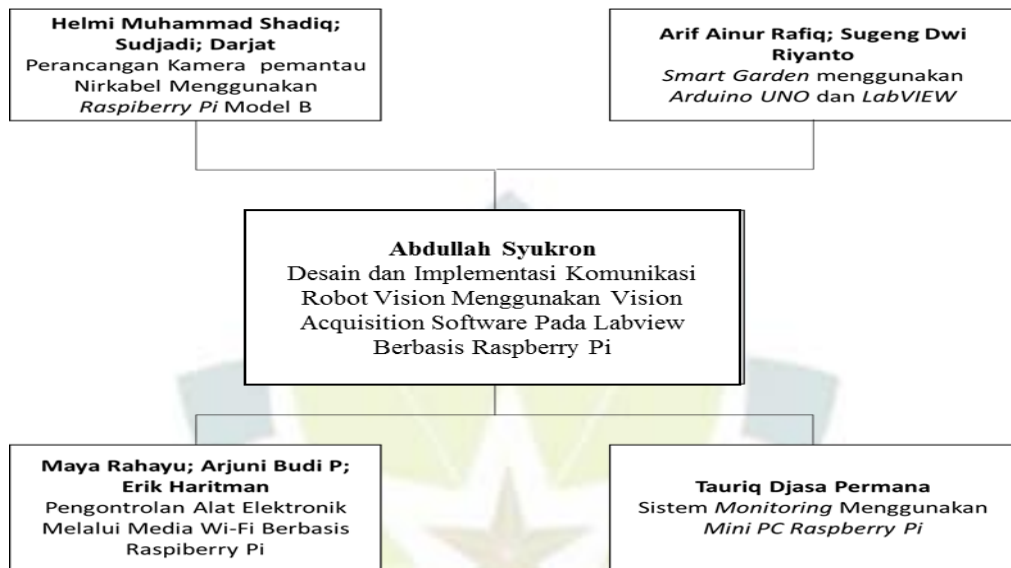 Helmi Muhammad Shadiq;
Sudjadi; Darjat
Perancangan Kamera pemantau
Nirkabel Menggunakan
Raspiberry Pi Model B
Arif Ainur Rafiq; Sugeng Dwi
Riyanto
Smart Garden menggunakan
Arduino UNO dan LabVIEW
Abdullah Syukron
Desain dan Implementasi Komunikasi
Robot Vision Menggunakan Vision
Acquisition Software Pada Labview
Berbasis Raspberry Pi
Maya Rahayu; Arjuni Budi P;
Erik Haritman
Pengontrolan Alat Elektronik
Melalui Media Wi-Fi Berbasis
Raspiberry Pi
Tauriq Djasa Permana
Sistem Monitoring Menggunakan
Mini PC Raspberry Pi